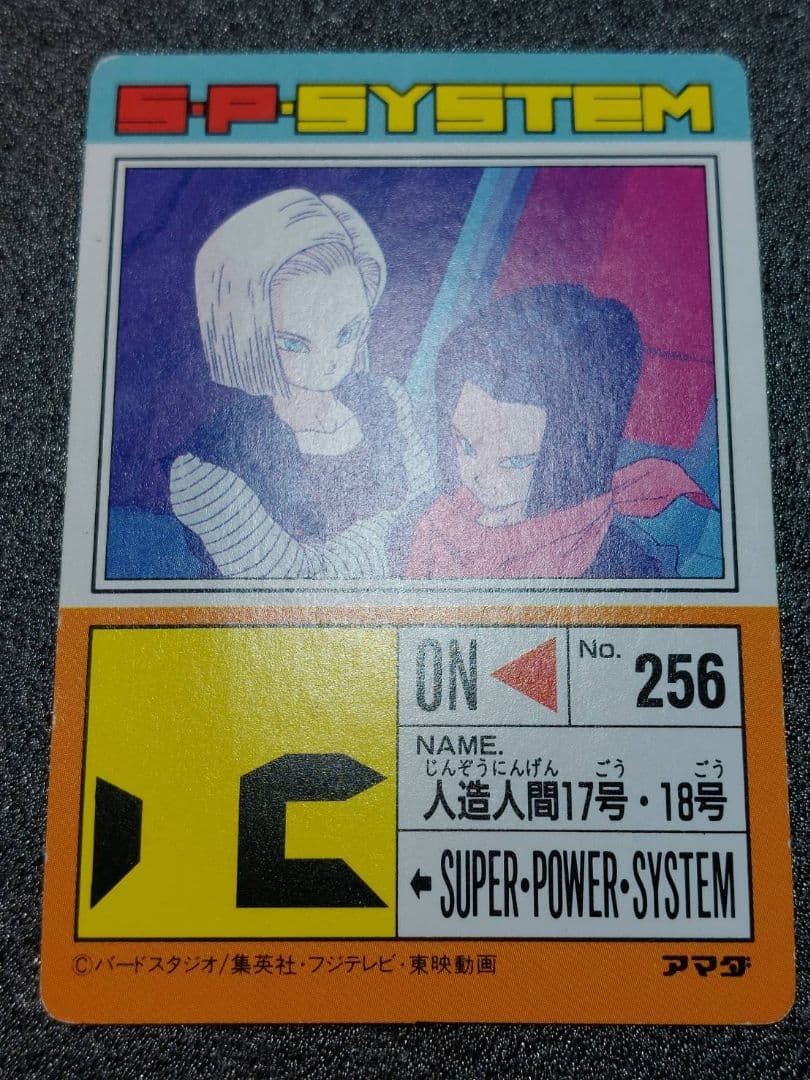 S・P・SYSTEM
ON
No. 256
NAME.
じんぞうにんげん ごう ごう
人造人間17号・18号
←SUPER・POWER・SYSTEM
©バードスタジオ/集英社・フジテレビ・東映動画
アマダ